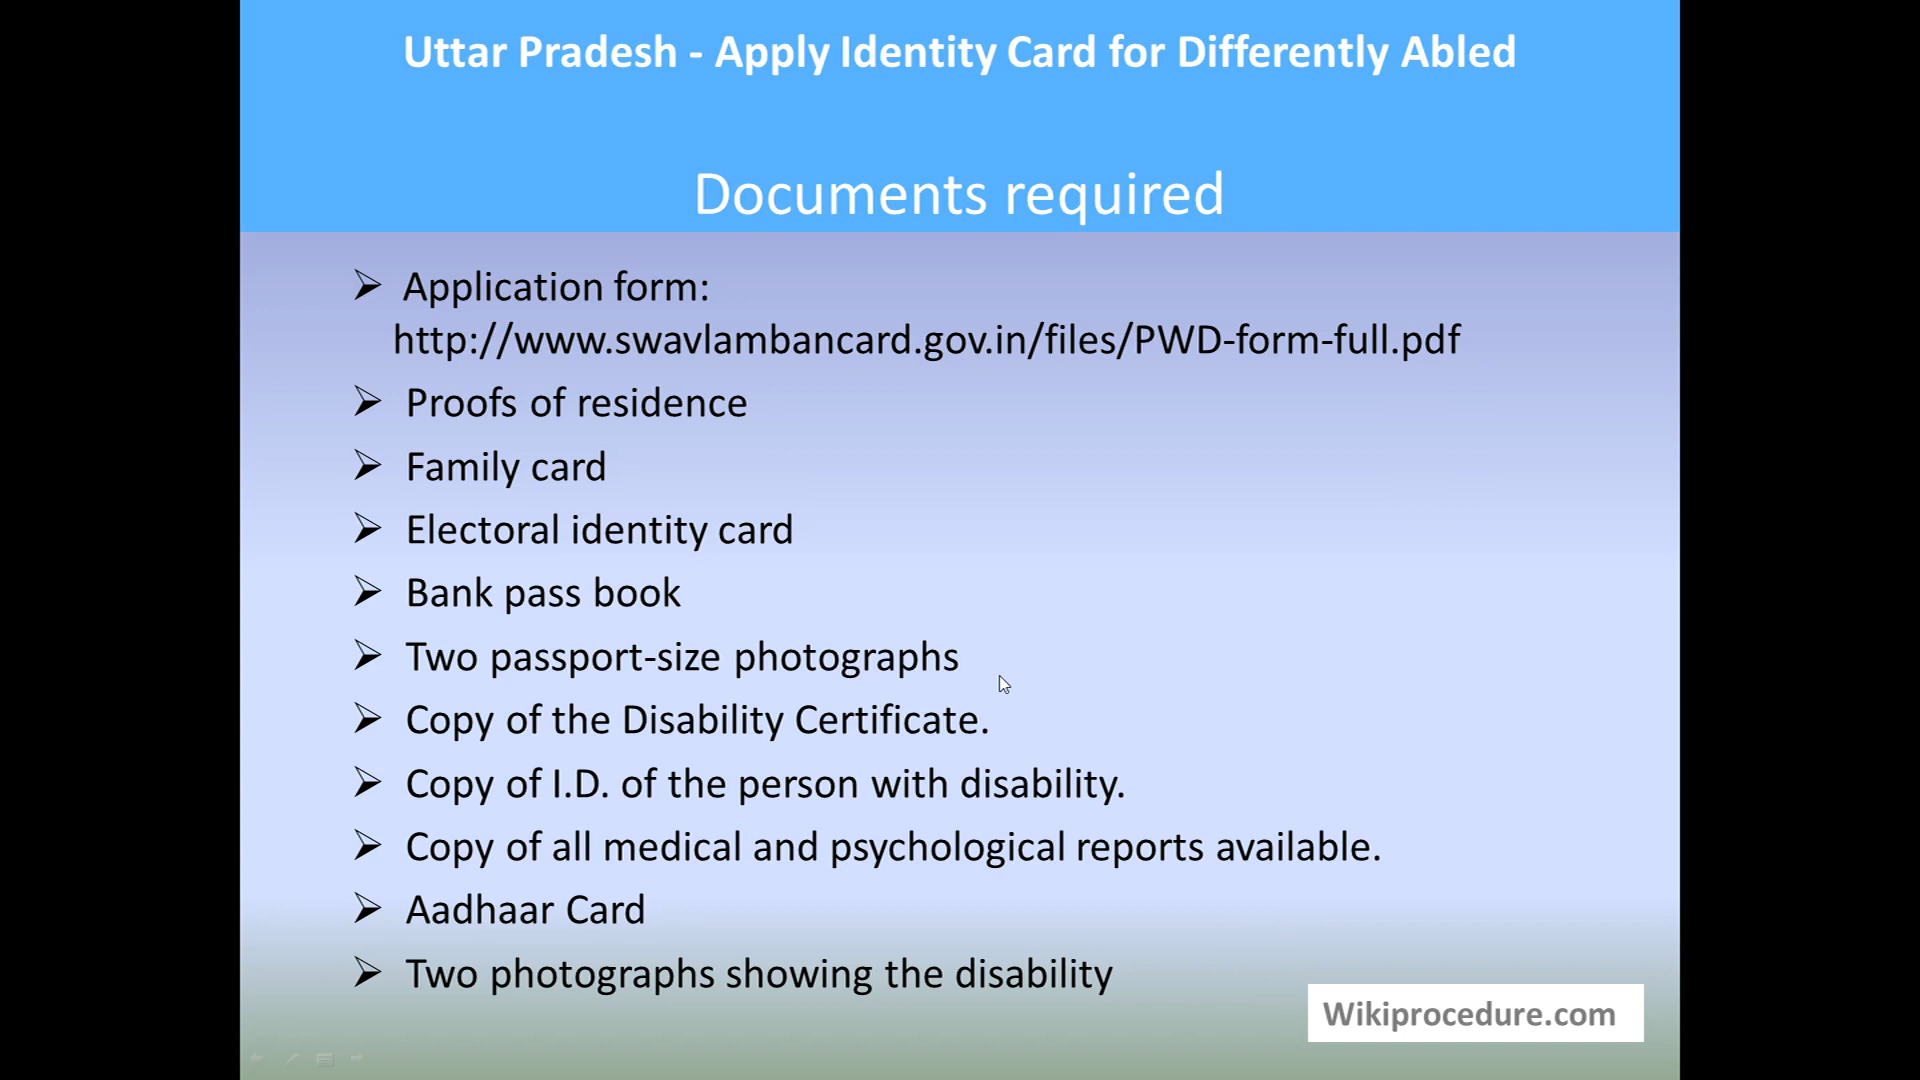 Uttar Pradesh - Apply Identity Card for Differently Abled
Documents required
Application form:
http://www.swavlambancard.gov.in/files/PWD-form-full.pdf
Proofs of residence
Family card
Electoral identity card
Bank pass book
Two passport-size photographs
Copy of the Disability Certificate.
Copy of I.D. of the person with disability.
Copy of all medical and psychological reports available.
Aadhaar Card
Two photographs showing the disability
Wikiprocedure.com